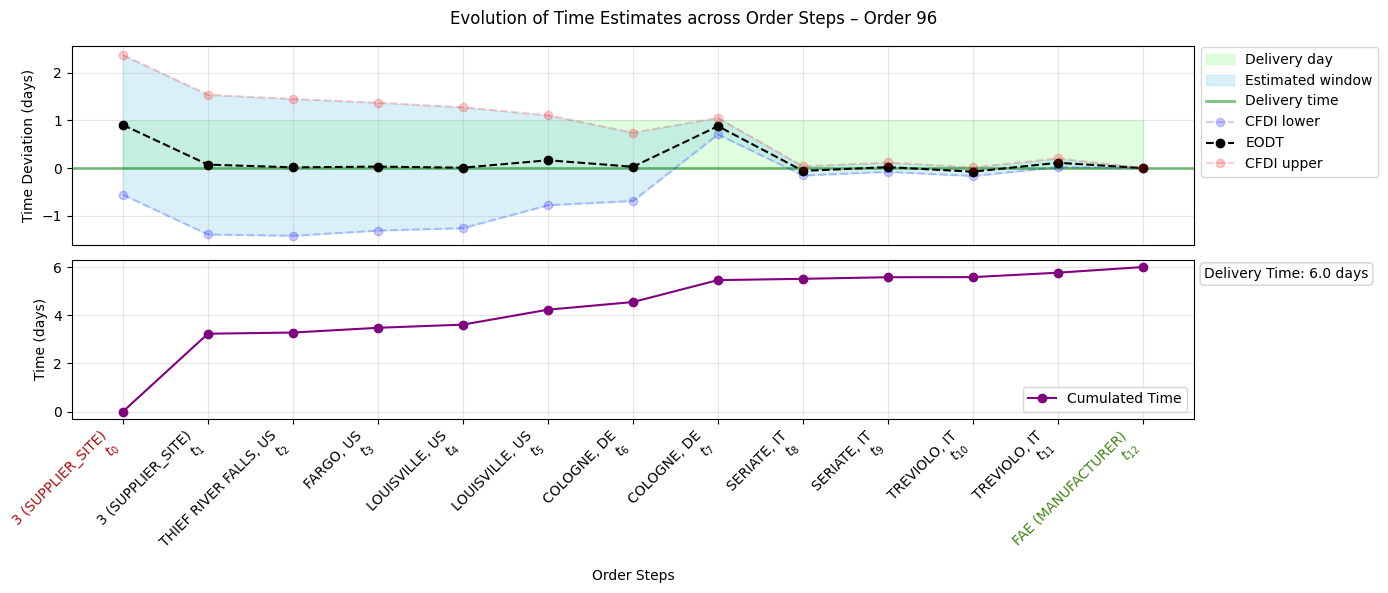 Evolution of Time Estimates across Order Steps – Order 96
Time Deviation (days)
2
1
0
−1
Delivery day
Estimated window
Delivery time
CFDI lower
EODT
CFDI upper
Time (days)
6
4
2
0
Delivery Time: 6.0 days
Cumulated Time
3 (SUPPLIER_SITE)
t0
3 (SUPPLIER_SITE)
t1
THIEF RIVER FALLS, US
t2
FARGO, US
t3
LOUISVILLE, US
t4
LOUISVILLE, US
t5
COLOGNE, DE
t6
COLOGNE, DE
t7
SERIATE, IT
t8
SERIATE, IT
t9
TREVIOLO, IT
t10
TREVIOLO, IT
t11
FAE (MANUFACTURER)
t12
Order Steps